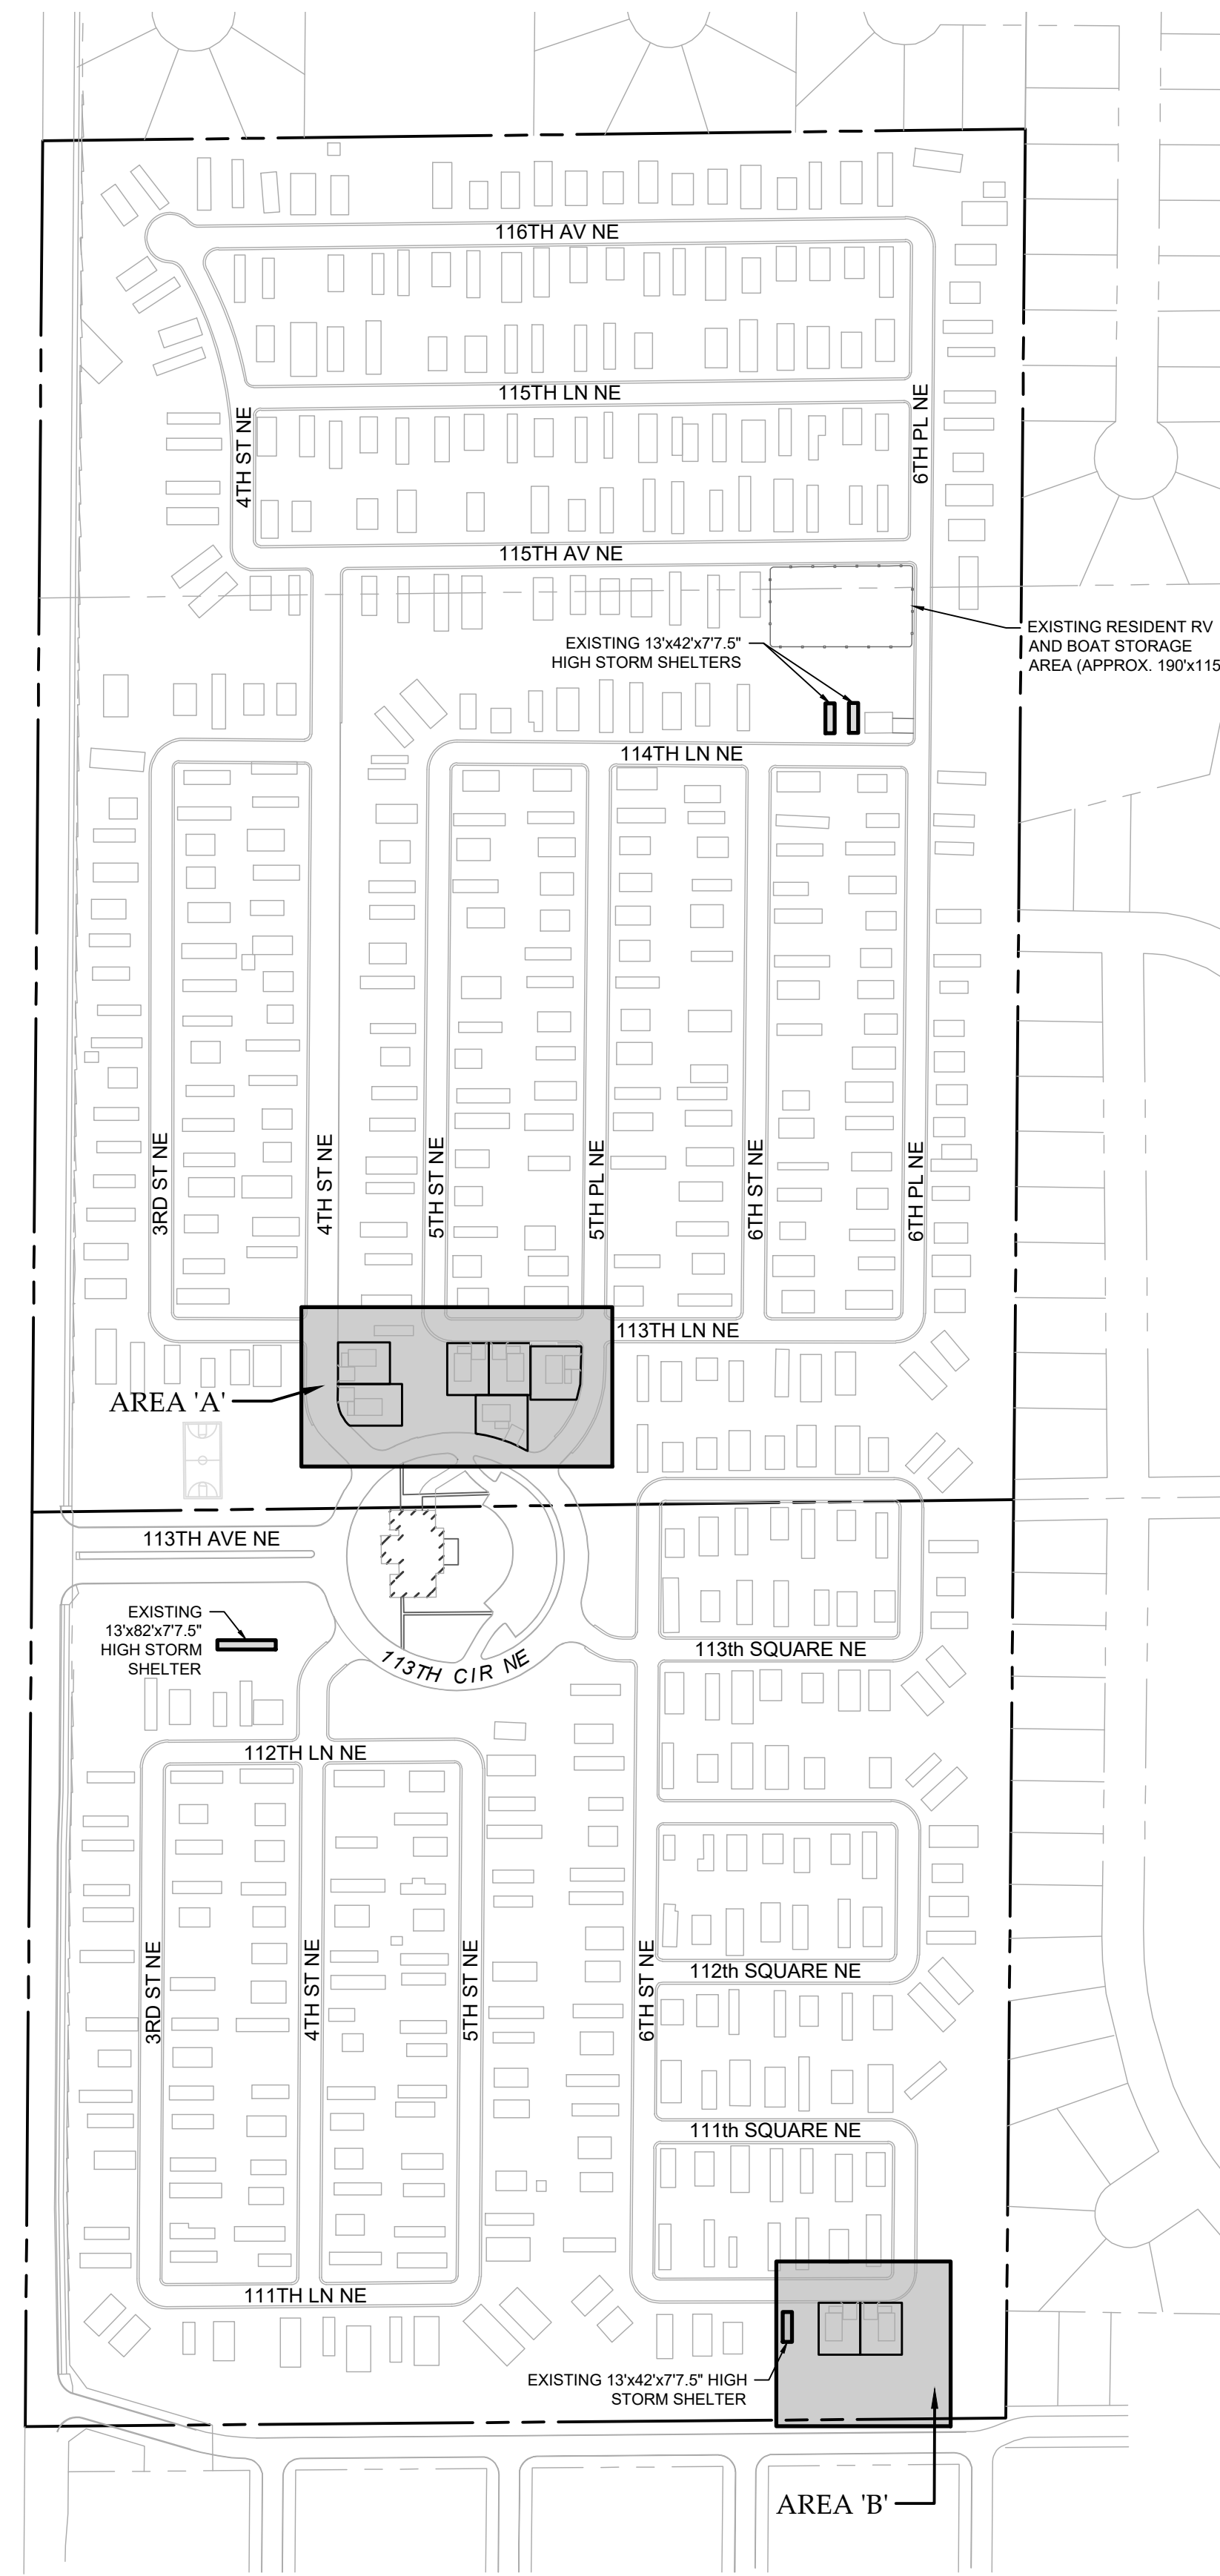 116TH AV NE
115TH LN NE
4TH ST NE
6TH PL NE
115TH AV NE
EXISTING RESIDENT RV
AND BOAT STORAGE
AREA (APPROX. 190'x115
EXISTING 13'x42'x7'7.5"
HIGH STORM SHELTERS
114TH LN NE
3RD ST NE
4TH ST NE
5TH ST NE
5TH PL NE
6TH ST NE
6TH PL NE
113TH LN NE
AREA 'A'
113TH AVE NE
EXISTING
13'x82'x7'7.5"
HIGH STORM
SHELTER
113TH CIR NE
113th SQUARE NE
112TH LN NE
3RD ST NE
4TH ST NE
5TH ST NE
6TH ST NE
112th SQUARE NE
111th SQUARE NE
111TH LN NE
EXISTING 13'x42'x7'7.5" HIGH
STORM SHELTER
AREA 'B'